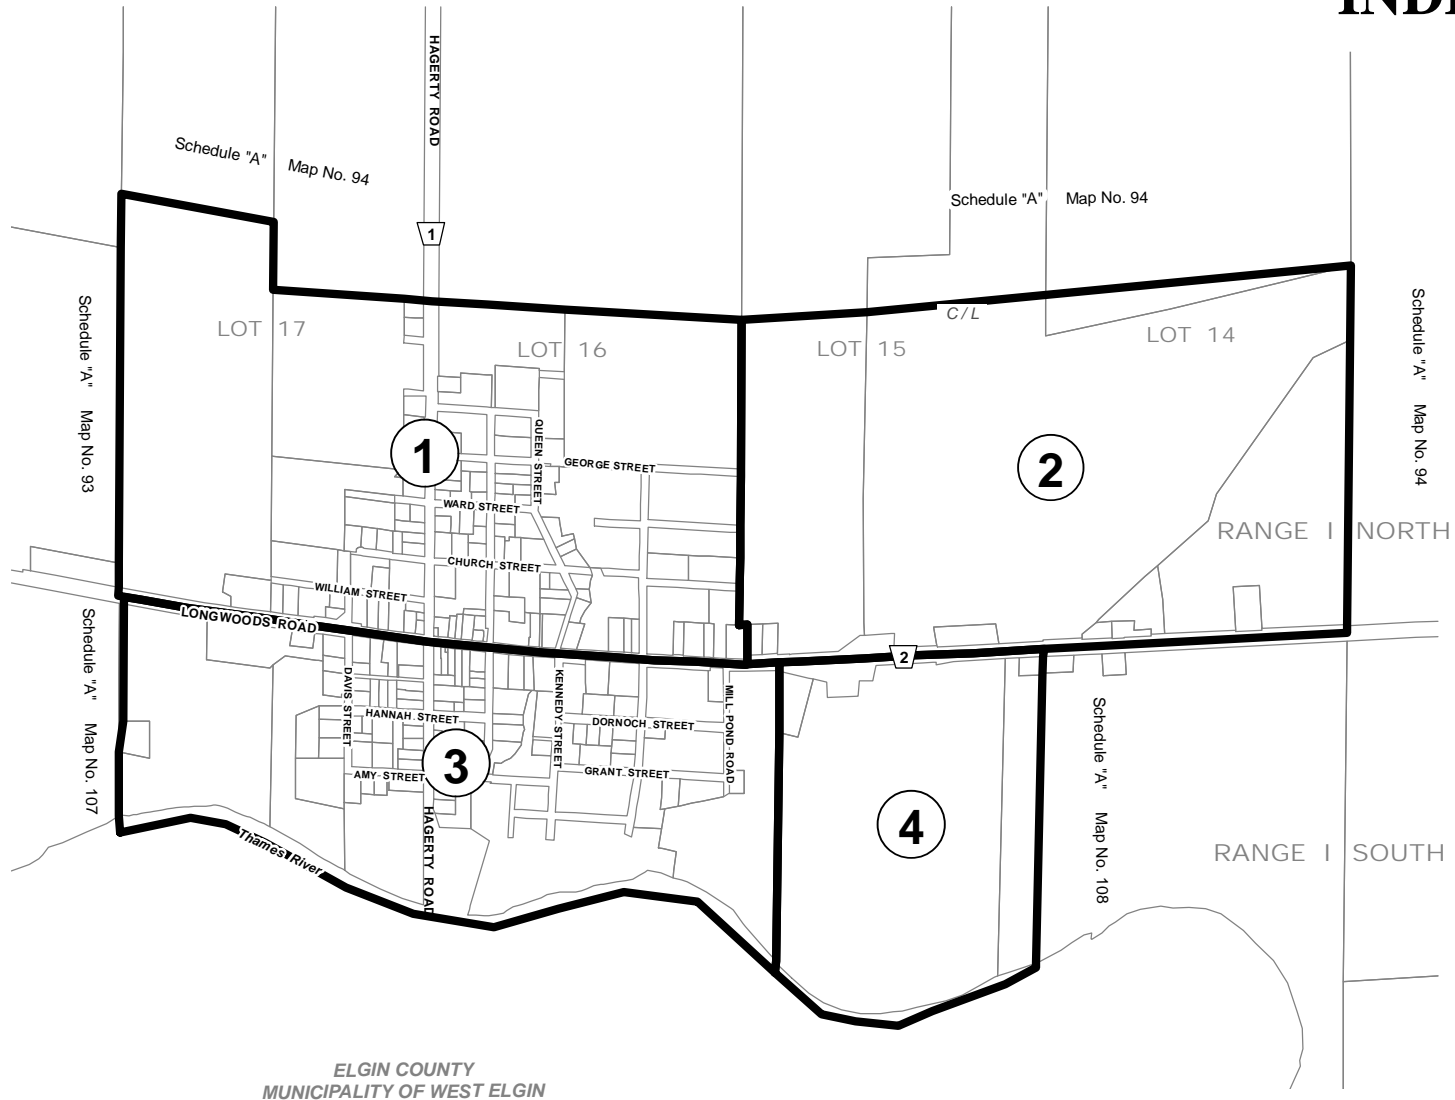 INDE
HAGERTY ROAD
Schedule "A" Map No. 94
Schedule "A" Map No. 94
1
C / L
LOT 17
LOT 16
LOT 15
LOT 14
Schedule "A" Map No. 93
Schedule "A" Map No. 94
1
2
QUEEN STREET
GEORGE STREET
WARD STREET
RANGE I NORTH
CHURCH STREET
WILLIAM STREET
LONGWOODS ROAD
2
Schedule "A" Map No. 107
DAVIS STREET
HANNAH STREET
KENNEDY STREET
DORNOCH STREET
MILL POND ROAD
Schedule "A" Map No. 108
3
AMY STREET
GRANT STREET
HAGERTY ROAD
4
Thames River
RANGE I SOUTH
ELGIN COUNTY
MUNICIPALITY OF WEST ELGIN